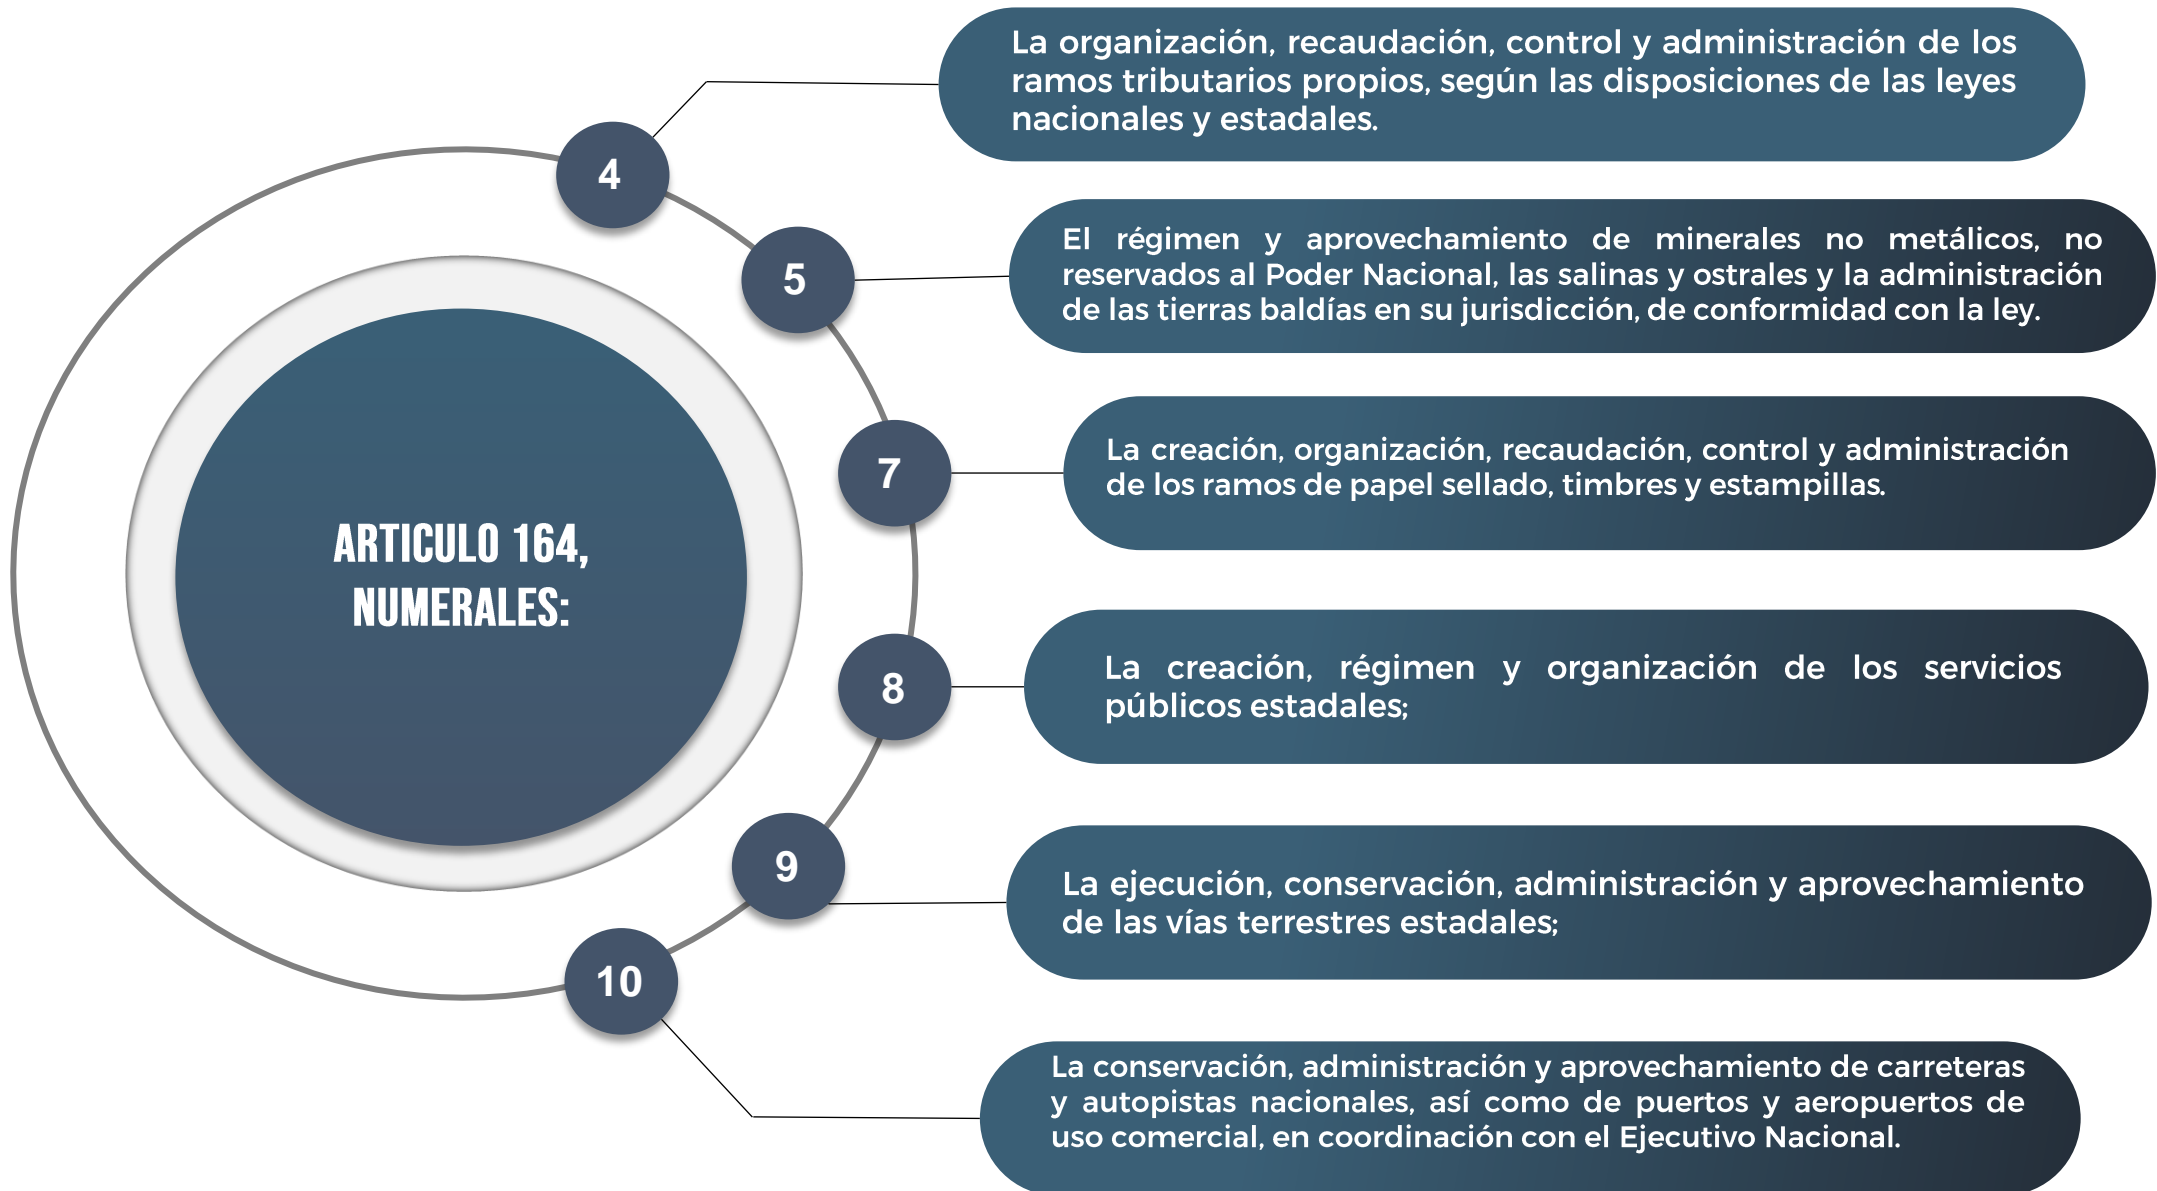 ARTICULO 164,
NUMERALES:
4
La organización, recaudación, control y administración de los
ramos tributarios propios, según las disposiciones de las leyes
nacionales y estadales.
5
El régimen y aprovechamiento de minerales no metálicos, no
reservados al Poder Nacional, las salinas y ostrales y la administración
de las tierras baldías en su jurisdicción, de conformidad con la ley.
7
La creación, organización, recaudación, control y administración
de los ramos de papel sellado, timbres y estampillas.
8
La creación, régimen y organización de los servicios
públicos estadales;
9
La ejecución, conservación, administración y aprovechamiento
de las vías terrestres estadales;
10
La conservación, administración y aprovechamiento de carreteras
y autopistas nacionales, así como de puertos y aeropuertos de
uso comercial, en coordinación con el Ejecutivo Nacional.